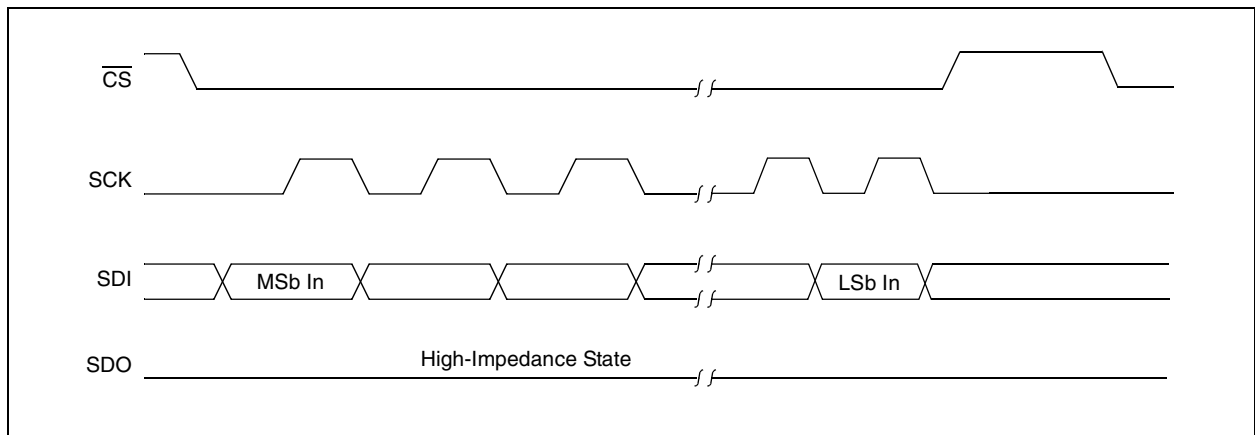 CS
SCK
SDI
MSb In
LSb In
SDO
High-Impedance State